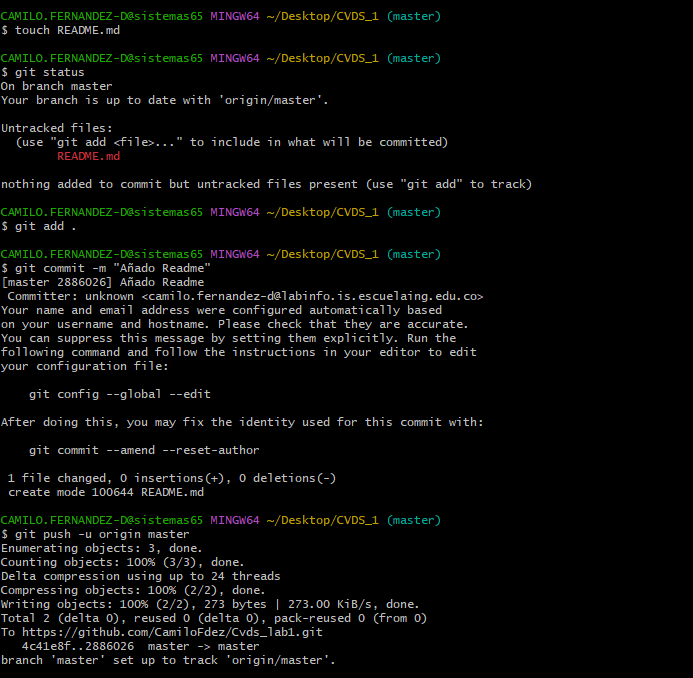 CAMILO.FERNANDEZ-D@sistemas65 MINGW64 ~/Desktop/CVDS_1 (master)
$ touch README.md
CAMILO.FERNANDEZ-D@sistemas65 MINGW64 ~/Desktop/CVDS_1 (master)
$ git status
On branch master
Your branch is up to date with 'origin/master'.
Untracked files:
(use "git add <file>..." to include in what will be committed)
README.md
nothing added to commit but untracked files present (use "git add" to track)
CAMILO.FERNANDEZ-D@sistemas65 MINGW64 ~/Desktop/CVDS_1 (master)
$ git add .
CAMILO.FERNANDEZ-D@sistemas65 MINGW64 ~/Desktop/CVDS_1 (master)
$ git commit -m "Añado Readme"
[master 2886026] Añado Readme
Committer: unknown <camilo.fernandez-d@labinfo.is.escuelaing.edu.co>
Your name and email address were configured automatically based
on your username and hostname. Please check that they are accurate.
You can suppress this message by setting them explicitly. Run the
following command and follow the instructions in your editor to edit
your configuration file:
git config --global --edit
After doing this, you may fix the identity used for this commit with:
git commit --amend --reset-author
1 file changed, 0 insertions(+), 0 deletions(-)
create mode 100644 README.md
CAMILO.FERNANDEZ-D@sistemas65 MINGW64 ~/Desktop/CVDS_1 (master)
$ git push -u origin master
Enumerating objects: 3, done.
Counting objects: 100% (3/3), done.
Delta compression using up to 24 threads
Compressing objects: 100% (2/2), done.
Writing objects: 100% (2/2), 273 bytes | 273.00 KiB/s, done.
Total 2 (delta 0), reused 0 (delta 0), pack-reused 0 (from 0)
To https://github.com/CamiloFdez/Cvds_lab1.git
4c41e8f..2886026  master -> master
branch 'master' set up to track 'origin/master'.